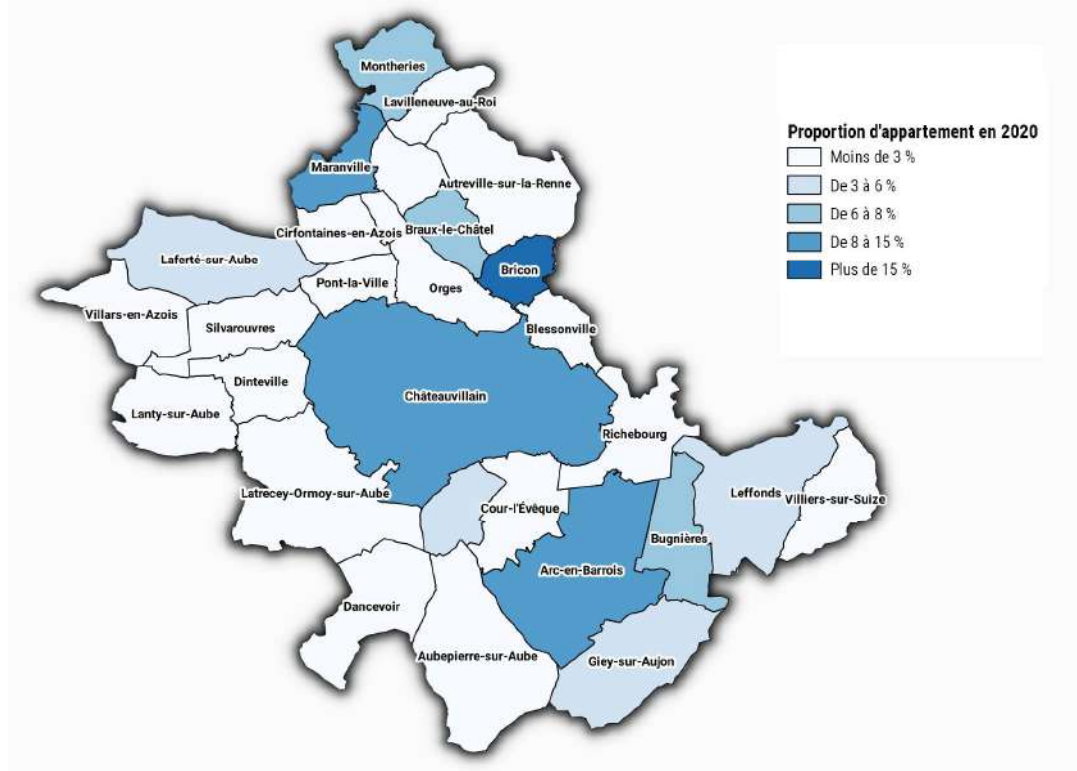 Montheries
Lavilleneuve-au-Roi
Proportion d'appartement en 2020
Moins de 3 %
De 3 à 6 %
De 6 à 8 %
De 8 à 15 %
Plus de 15 %
Maranville
Autreville-sur-la-Renne
Cirfontaines-en-Azois
Braux-le-Châtel
Laferté-sur-Aube
Bricon
Pont-la-Ville
Orges
Villars-en-Azois
Silvarouvres
Blessonville
Dinteville
Châteauvillain
Lanty-sur-Aube
Richebourg
Latrecey-Ormoy-sur-Aube
Leffonds
Villiers-sur-Suize
Cour-l'Évêque
Bugnières
Arc-en-Barrois
Dancevoir
Aubepierre-sur-Aube
Giey-sur-Aujon